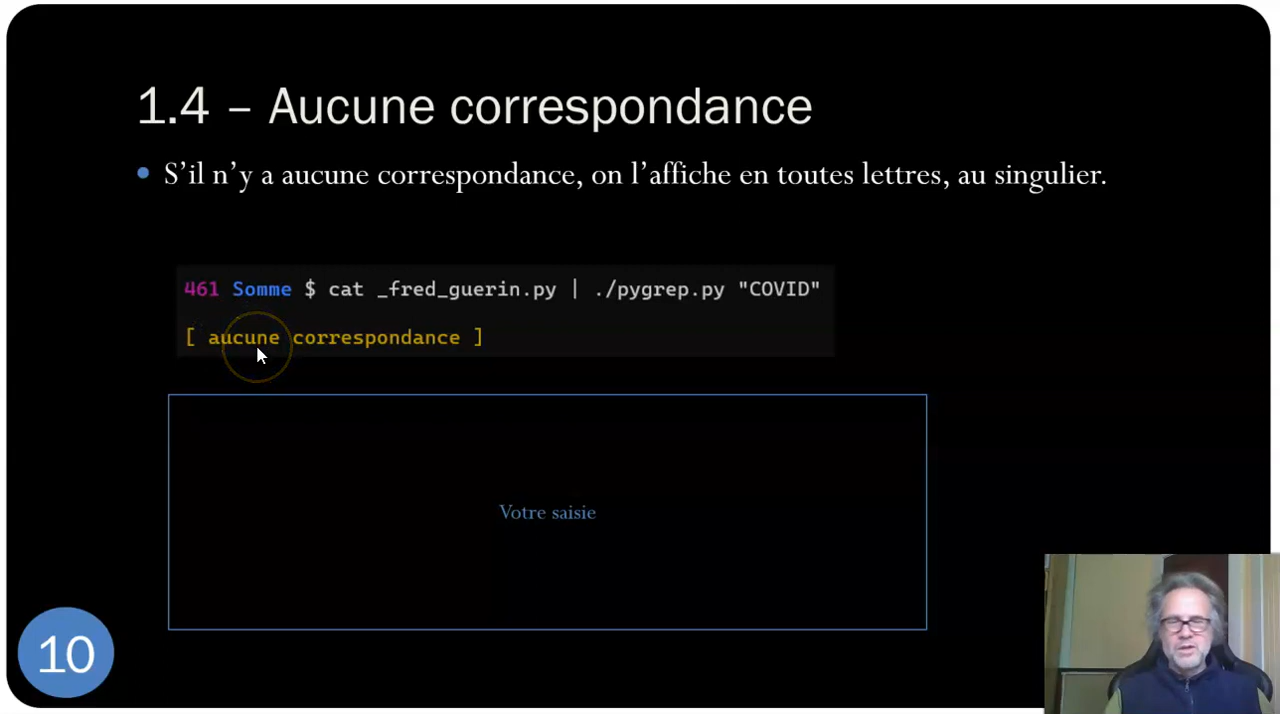 1.4 – Aucune correspondance
• S’il n’y a aucune correspondance, on l’affiche en toutes lettres, au singulier.
461 Somme $ cat _fred_guerin.py | ./pygrep.py "COVID"
[ aucune correspondance ]
Votre saisie
10